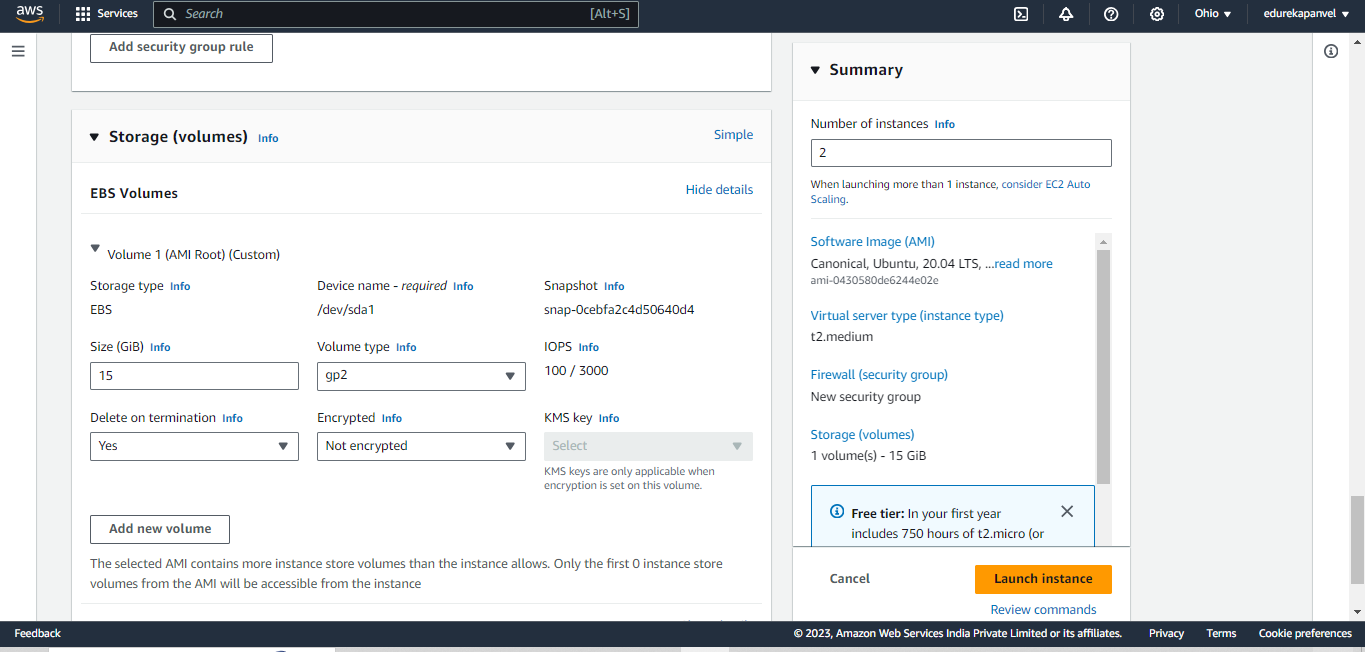 aws
Services
Search
[Alt+S]
Ohio
edurekapanvel
Add security group rule
Storage (volumes) Info
Simple
EBS Volumes
Hide details
Volume 1 (AMI Root) (Custom)
Storage type Info
Device name - required Info
Snapshot Info
EBS
/dev/sda1
snap-0cebfa2c4d50640d4
Size (GiB) Info
Volume type Info
IOPS Info
15
gp2
100 / 3000
Delete on termination Info
Encrypted Info
KMS key Info
Yes
Not encrypted
Select
KMS keys are only applicable when
encryption is set on this volume.
Add new volume
The selected AMI contains more instance store volumes than the instance allows. Only the first 0 instance store
volumes from the AMI will be accessible from the instance
Summary
Number of instances Info
2
When launching more than 1 instance, consider EC2 Auto
Scaling.
Software Image (AMI)
Canonical, Ubuntu, 20.04 LTS, ...read more
ami-0430580de6244e02e
Virtual server type (instance type)
t2.medium
Firewall (security group)
New security group
Storage (volumes)
1 volume(s) - 15 GiB
Free tier: In your first year
includes 750 hours of t2.micro (or
Cancel
Launch instance
Review commands
Feedback
© 2023, Amazon Web Services India Private Limited or its affiliates.
Privacy
Terms
Cookie preferences